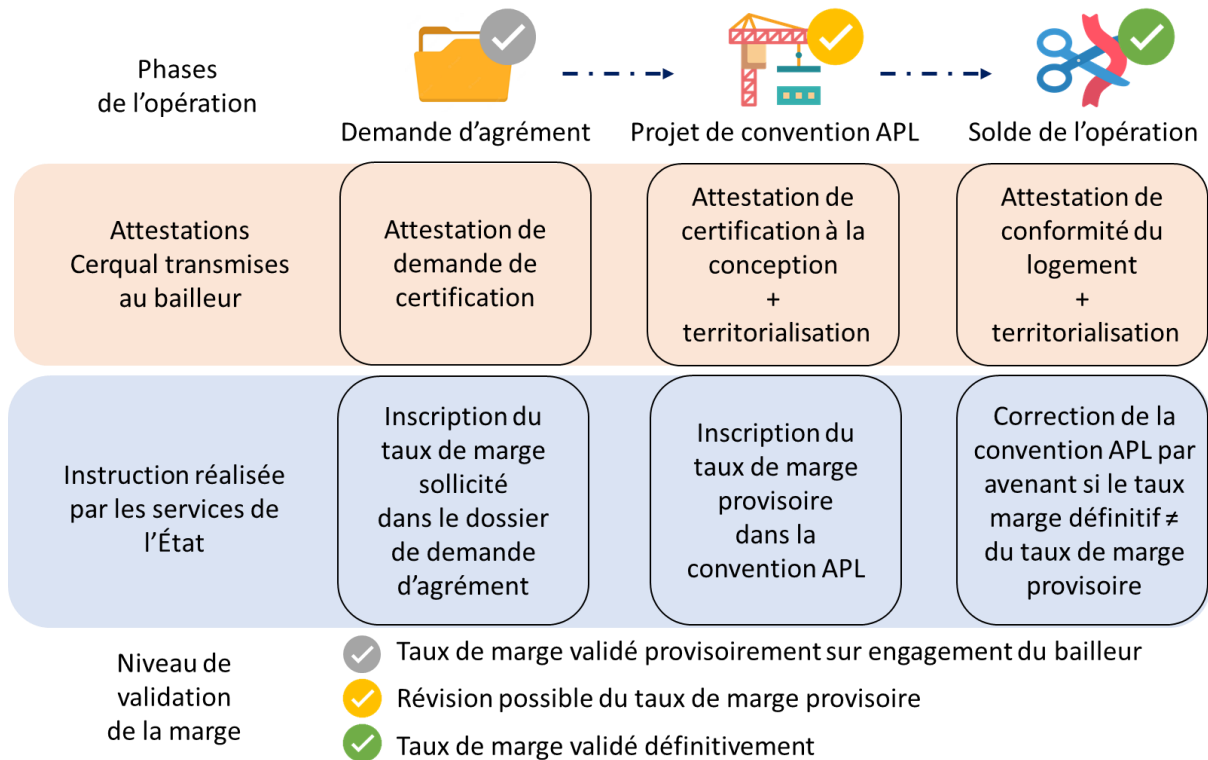 Phases
de l'opération
Demande d'agrément
Projet de convention APL
Solde de l'opération
Attestations
Cerqual transmises
au bailleur
Attestation de
demande de
certification
Attestation de
certification à la
conception
+
territorialisation
Attestation de
conformité du
logement
+
territorialisation
Instruction réalisée
par les services de
l'État
Inscription du
taux de marge
sollicité
dans le dossier
de demande
d'agrément
Inscription du
taux de marge
provisoire
dans la
convention APL
Correction de la
convention APL par
avenant si le taux
marge définitif ≠
du taux de marge
provisoire
Niveau de
validation
de la marge
Taux de marge validé provisoirement sur engagement du bailleur
Révision possible du taux de marge provisoire
Taux de marge validé définitivement